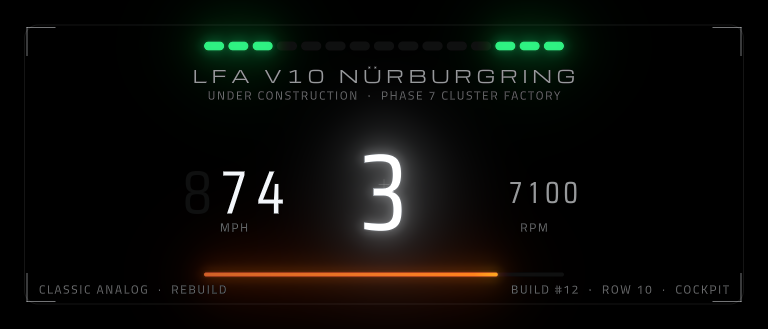 LFA V10 NÜRBURGRING
UNDER CONSTRUCTION · PHASE 7 CLUSTER FACTORY
74
MPH
3
7100
RPM
CLASSIC ANALOG · REBUILD
BUILD #12 · ROW 10 · COCKPIT